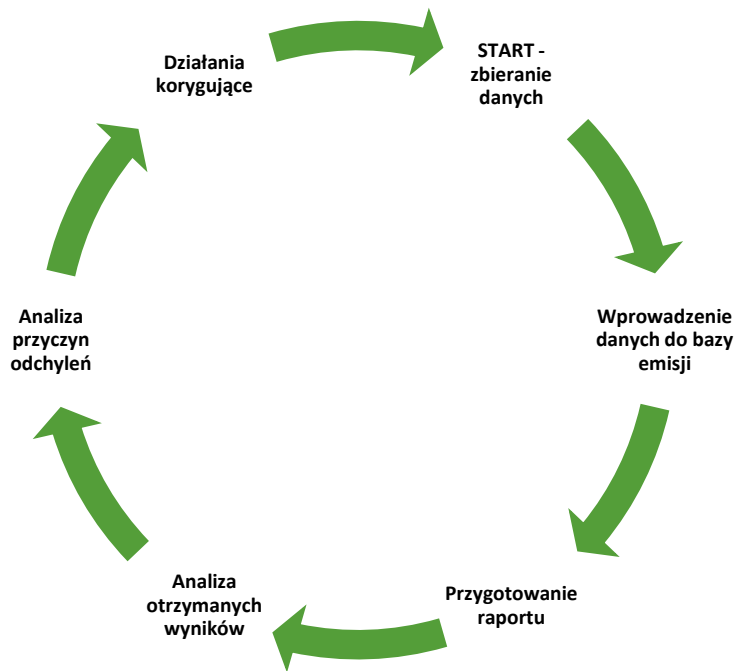 START -
zbieranie
danych
Wprowadzenie
danych do bazy
emisji
Przygotowanie
raportu
Analiza
otrzymanych
wyników
Analiza
przyczyn
odchyleń
Działania
korygujące